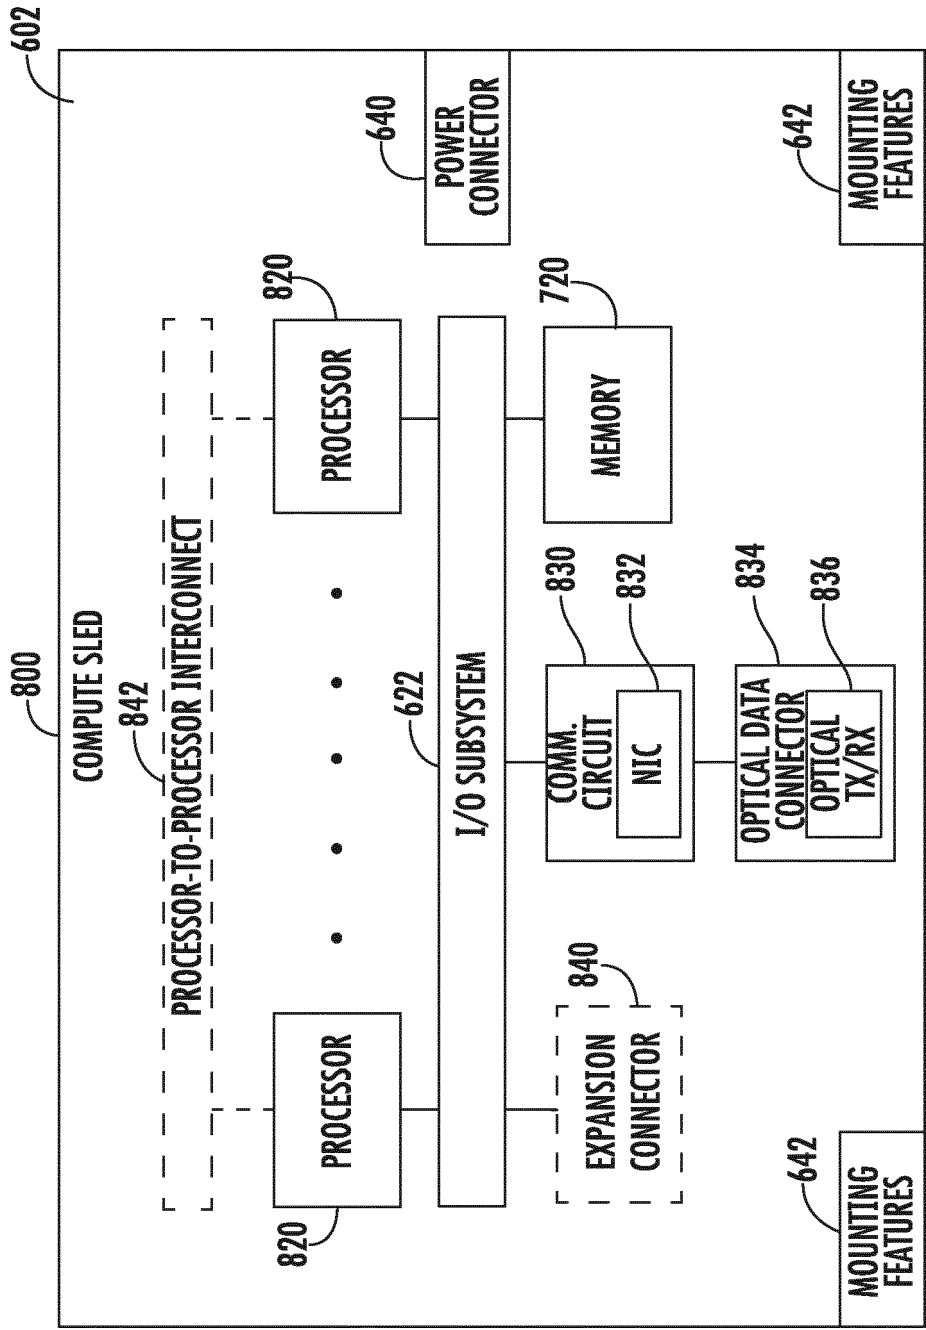 800
602
COMPUTE SLED
842
PROCESSOR-TO-PROCESSOR INTERCONNECT
820
820
PROCESSOR
PROCESSOR
640
POWER
CONNECTOR
622
I/O SUBSYSTEM
840
EXPANSION
CONNECTOR
830
COMM.
CIRCUIT
832
NIC
720
MEMORY
834
OPTICAL DATA
CONNECTOR
836
OPTICAL
TX/RX
642
MOUNTING
FEATURES
642
MOUNTING
FEATURES